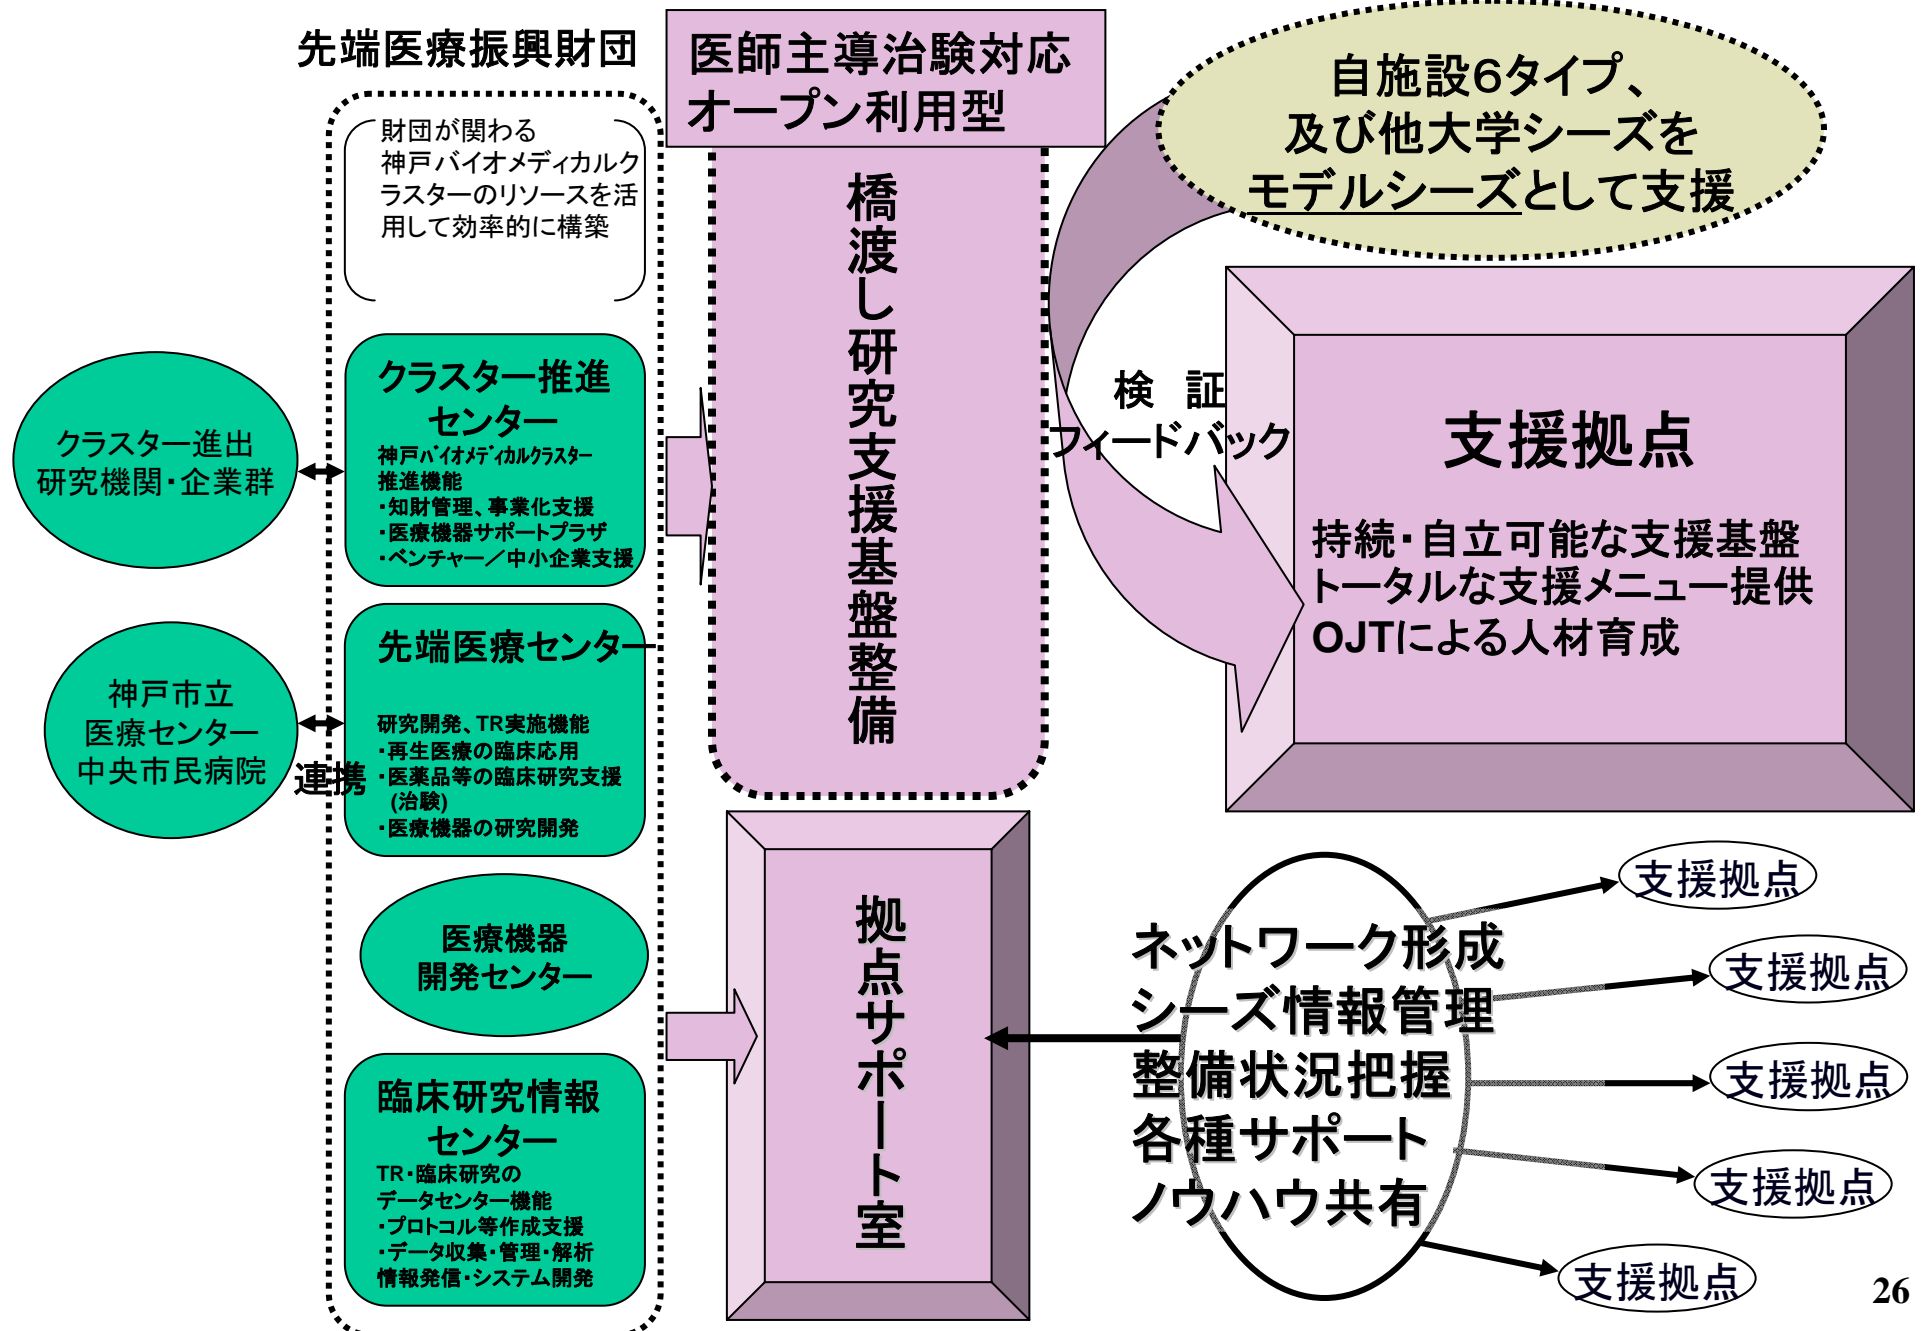 先端医療振興財団
財団が関わる
神戸バイオメディカルク
ラスターのリソースを活
用して効率的に構築
クラスター推進
センター
神戸バイオメディカルクラスター
推進機能
・知財管理、事業化支援
・医療機器サポートプラザ
・ベンチャー／中小企業支援
クラスター進出
研究機関・企業群
先端医療センター
研究開発、TR実施機能
・再生医療の臨床応用
・医薬品等の臨床研究支援
(治験)
・医療機器の研究開発
神戸市立
医療センター
中央市民病院
連携
医療機器
開発センター
臨床研究情報
センター
TR・臨床研究の
データセンター機能
・プロトコル等作成支援
・データ収集・管理・解析
情報発信・システム開発
医師主導治験対応
オープン利用型
橋渡し研究支援基盤整備
拠点サポート室
自施設6タイプ、
及び他大学シーズを
モデルシーズとして支援
検　証
フィードバック
支援拠点
持続・自立可能な支援基盤
トータルな支援メニュー提供
OJTによる人材育成
ネットワーク形成
シーズ情報管理
整備状況把握
各種サポート
ノウハウ共有
支援拠点
支援拠点
支援拠点
支援拠点
支援拠点
26